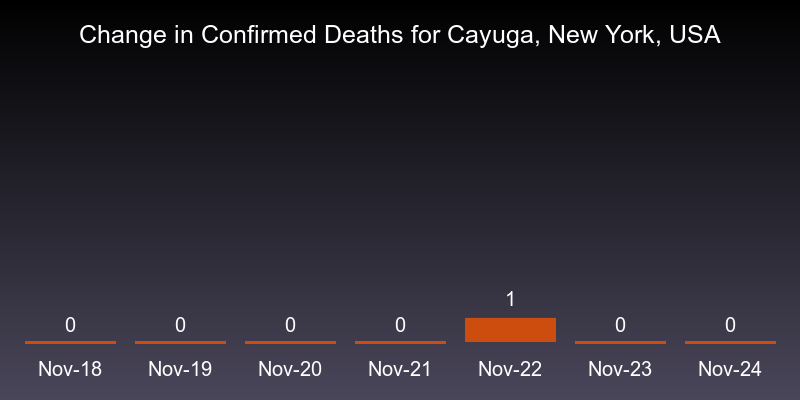 Change in Confirmed Deaths for Cayuga, New York, USA
0 0 0 0 1 0 0
Nov-18 Nov-19 Nov-20 Nov-21 Nov-22 Nov-23 Nov-24